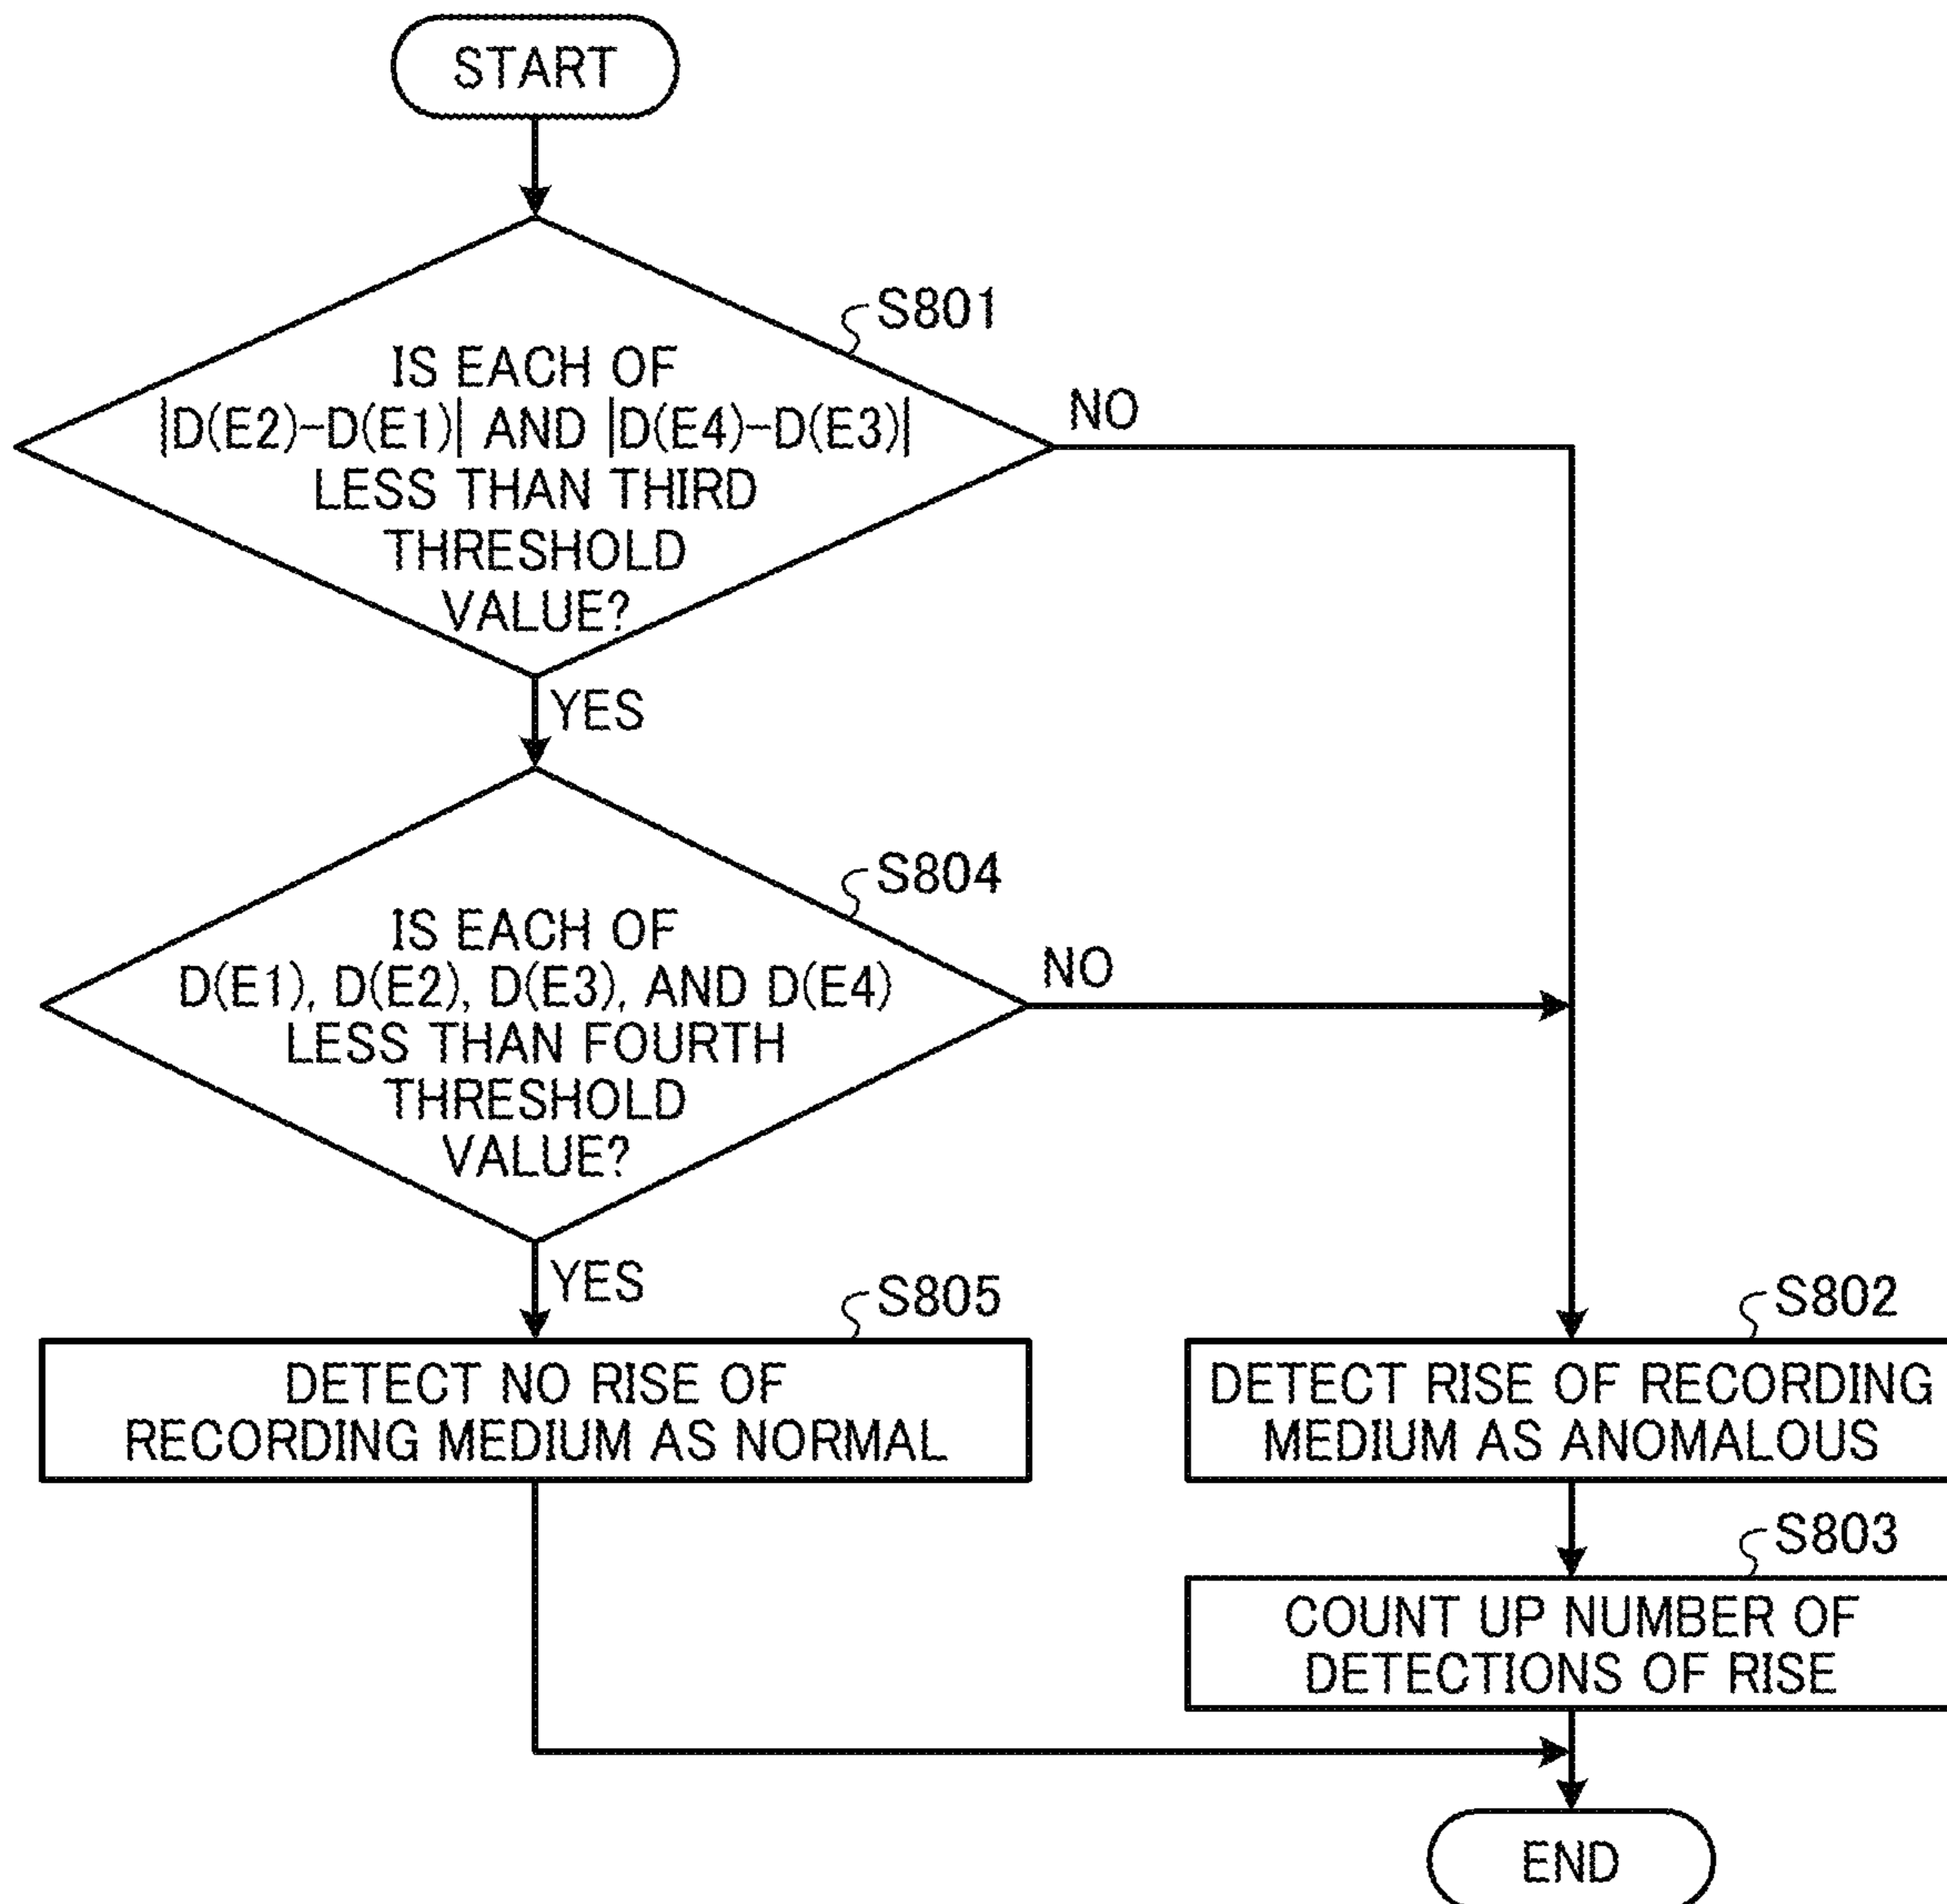 START
S801
IS EACH OF
|D(E2)-D(E1)| AND |D(E4)-D(E3)|
LESS THAN THIRD
THRESHOLD
VALUE?
NO
YES
S804
IS EACH OF
D(E1), D(E2), D(E3), AND D(E4)
LESS THAN FOURTH
THRESHOLD
VALUE?
NO
YES
S805
DETECT NO RISE OF
RECORDING MEDIUM AS NORMAL
S802
DETECT RISE OF RECORDING
MEDIUM AS ANOMALOUS
S803
COUNT UP NUMBER OF
DETECTIONS OF RISE
END